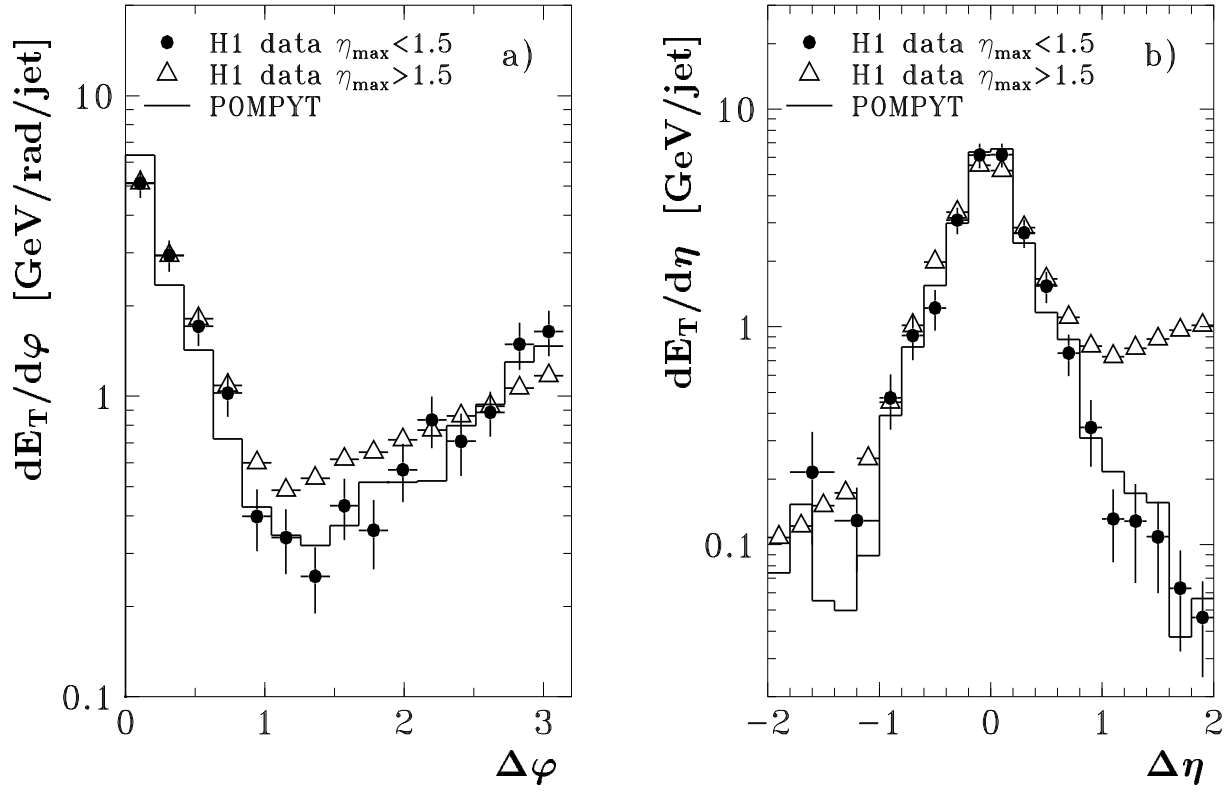 dE_T/dφ [GeV/rad/jet]
H1 data η_max<1.5
a)
H1 data η_max>1.5
POMPYT
10
1
0.1
0
1
2
3
Δφ
dE_T/dη [GeV/jet]
H1 data η_max<1.5
b)
H1 data η_max>1.5
POMPYT
10
1
0.1
−2
−1
0
1
2
Δη